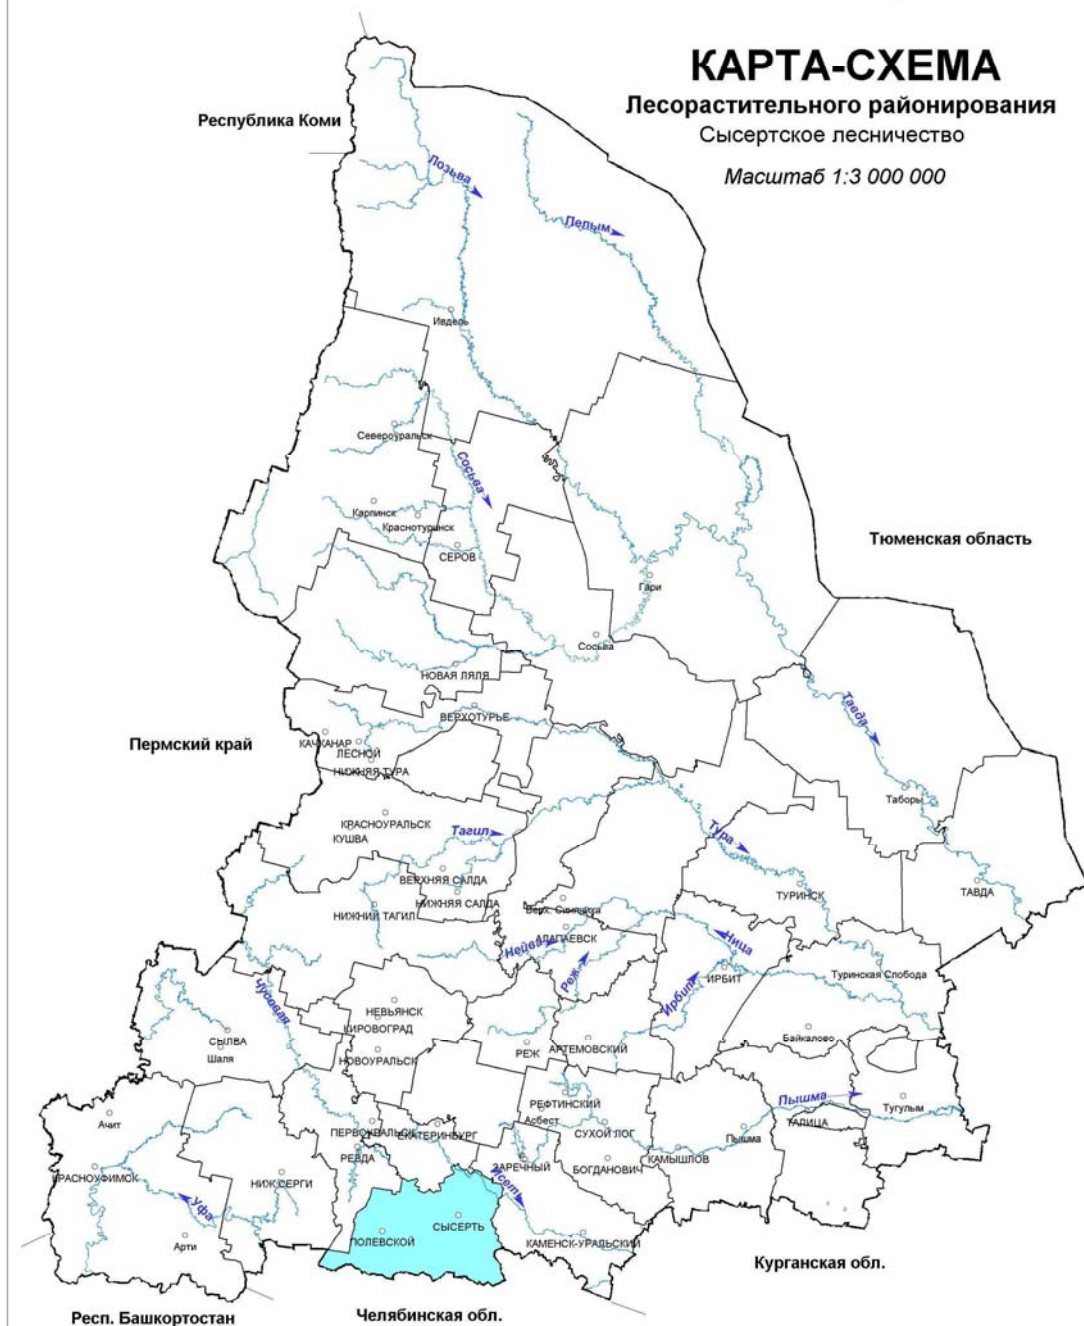 КАРТА-СХЕМА
Лесорастительного районирования
Сысертское лесничество
Масштаб 1:3 000 000
Республика Коми
Лозьва
Пелым
Ивдель
Североуральск
Сосьва
Карпинск
Краснотурьинск
СЕРОВ
Тюменская область
Гари
Сосьва
НОВАЯ ЛЯЛЯ
ВЕРХОТУРЬЕ
Тавда
Пермский край
КАЧКАНАР
ЛЕСНОЙ
НИЖНЯЯ ТУРА
Таборы
КРАСНОУРАЛЬСК
КУШВА
Тагил
Тура
ВЕРХНЯЯ САЛДА
ТУРИНСК
ТАВДА
НИЖНЯЯ САЛДА
НИЖНИЙ ТАГИЛ
Верх. Синячиха
АЛАПАЕВСК
Нейва
Ница
Реж
Ирбит
ИРБИТ
Туринская Слобода
Чусовая
НЕВЬЯНСК
КИРОВОГРАД
СЫЛВА
Шаля
НОВОУРАЛЬСК
РЕЖ
АРТЕМОВСКИЙ
Байкалово
Ачит
РЕФТИНСКИЙ
Асбест
Пышма
Тугулым
ТАЛИЦА
ПЕРВОУРАЛЬСК
ЕКАТЕРИНБУРГ
СУХОЙ ЛОГ
Пышма
РЕВДА
ЗАРЕЧНЫЙ
БОГДАНОВИЧ
КАМЫШЛОВ
КРАСНОУФИМСК
НИЖ.СЕРГИ
Исеть
Уфа
СЫСЕРТЬ
Арти
ПОЛЕВСКОЙ
КАМЕНСК-УРАЛЬСКИЙ
Курганская обл.
Респ. Башкортостан
Челябинская обл.